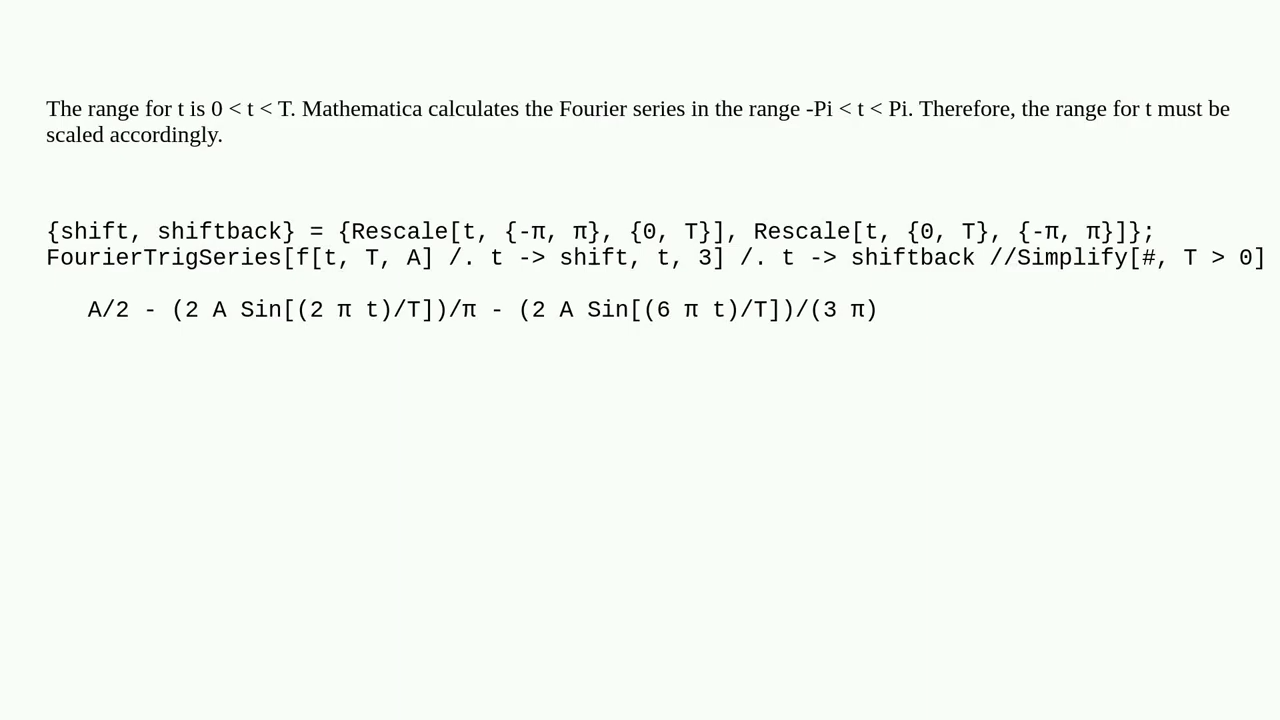 The range for t is 0 < t < T. Mathematica calculates the Fourier series in the range -Pi < t < Pi. Therefore, the range for t must be
scaled accordingly.
{shift, shiftback} = {Rescale[t, {-π, π}, {0, T}], Rescale[t, {0, T}, {-π, π}]};
FourierTrigSeries[f[t, T, A] /. t -> shift, t, 3] /. t -> shiftback //Simplify[#, T > 0]
A/2 - (2 A Sin[(2 π t)/T])/π - (2 A Sin[(6 π t)/T])/(3 π)